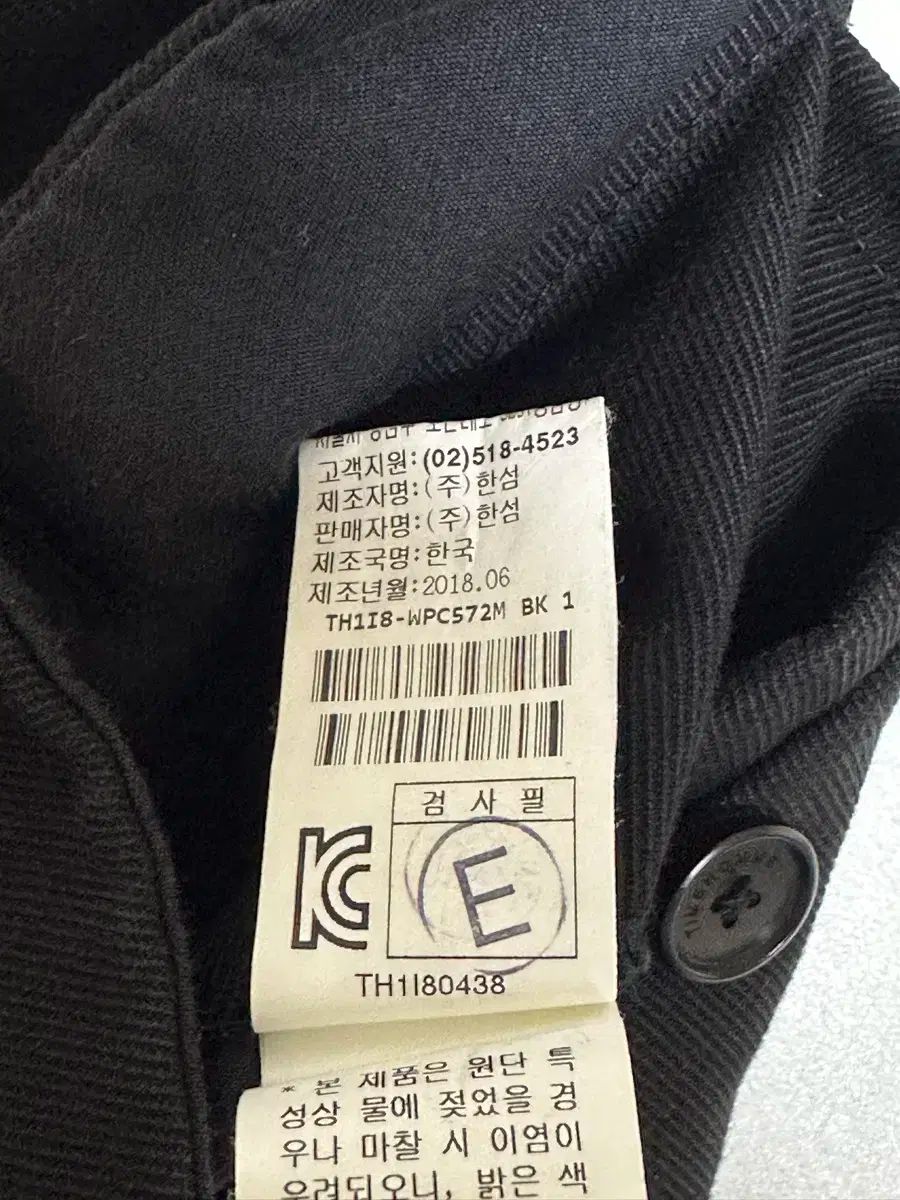 고객지원:(02)518-4523
제조자명:(주)한섬
판매자명:(주)한섬
제조국명:한국
제조년월:2018.06
TH1I8-WPC572M BK 1
검 사 필
E
KC
TH1I80438
* 본 제품은 원단 특
성상 물에 젖었을 경
우나 마찰 시 이염이
우려되오니, 밝은 색